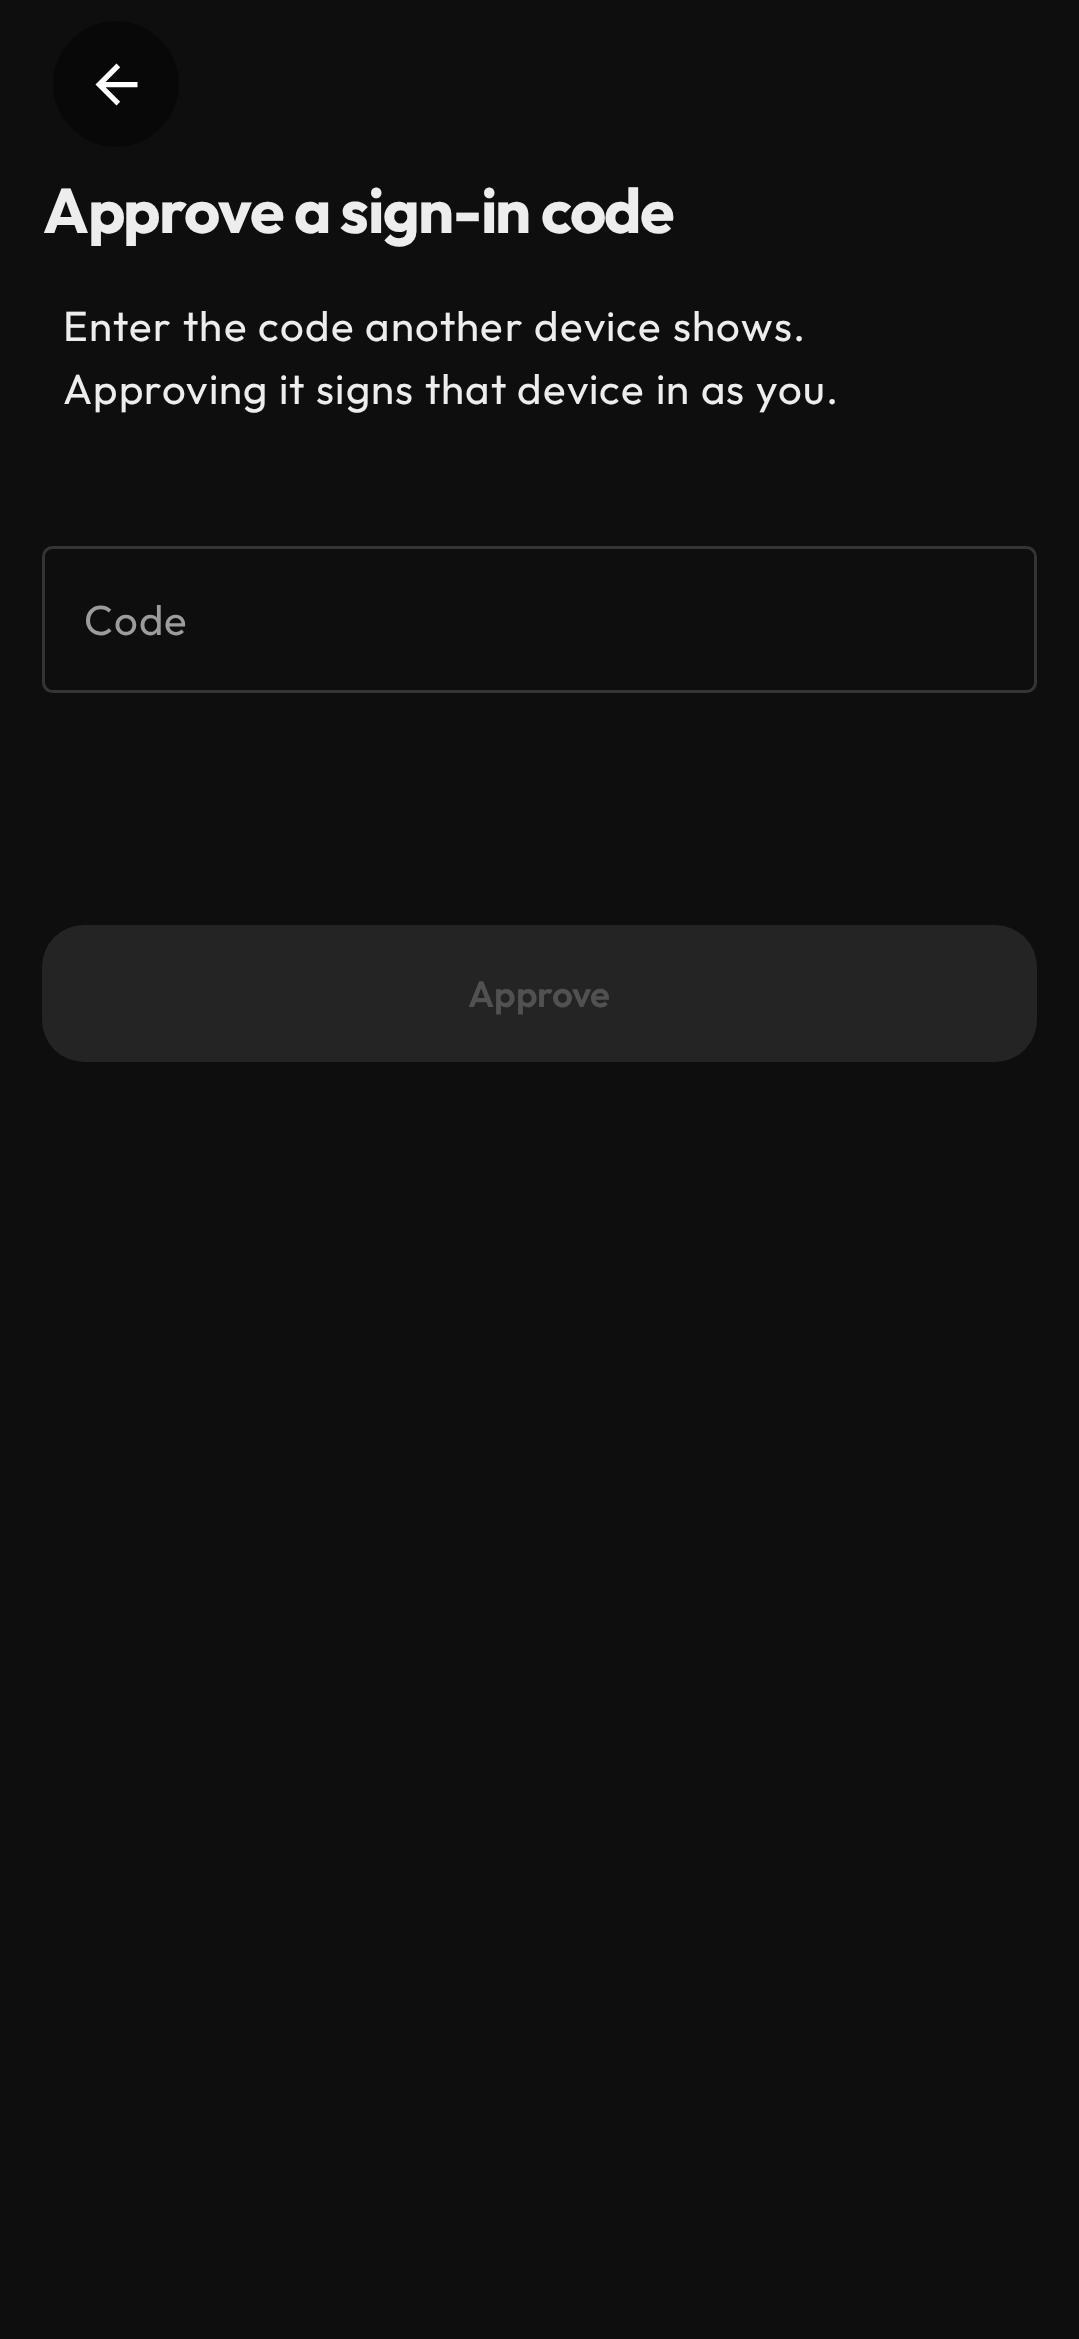 Approve a sign-in code
Enter the code another device shows.
Approving it signs that device in as you.
Code
Approve